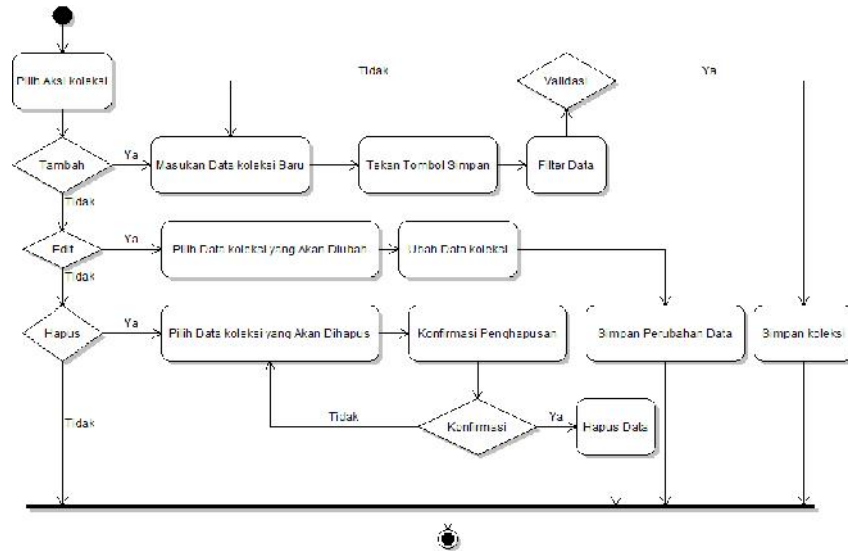 Pilih Aksi koleksi
Tidak
Validasi
Ya
Tambah
Ya
Masukan Data koleksi Baru
Tekan Tombol Simpan
Filter Data
Tidak
Edit
Ya
Pilih Data koleksi yang Akan Diubah
Ubah Data koleksi
Tidak
Hapus
Ya
Pilih Data koleksi yang Akan Dihapus
Konfirmasi Penghapusan
Simpan Perubahan Data
Simpan koleksi
Tidak
Tidak
Konfirmasi
Ya
Hapus Data